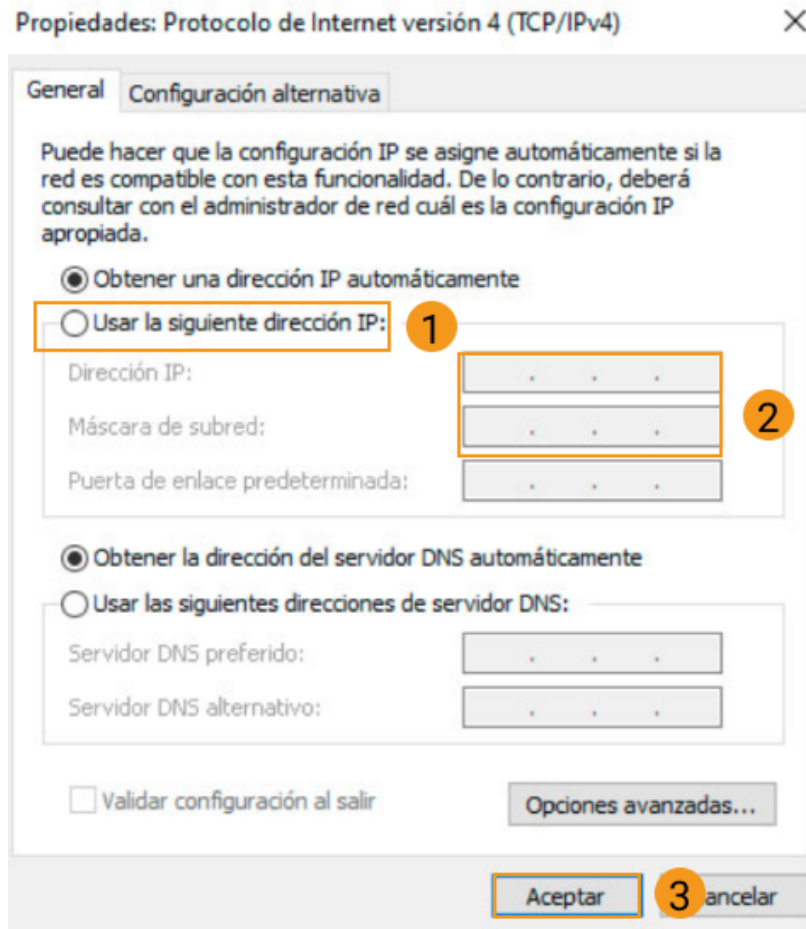 Propiedades: Protocolo de Internet versión 4 (TCP/IPv4)
General
Configuración alternativa
Puede hacer que la configuración IP se asigne automáticamente si la
red es compatible con esta funcionalidad. De lo contrario, deberá
consultar con el administrador de red cuál es la configuración IP
apropiada.
Obtener una dirección IP automáticamente
Usar la siguiente dirección IP:
1
Dirección IP:
Máscara de subred:
2
Puerta de enlace predeterminada:
Obtener la dirección del servidor DNS automáticamente
Usar las siguientes direcciones de servidor DNS:
Servidor DNS preferido:
Servidor DNS alternativo:
Validar configuración al salir
Opciones avanzadas...
Aceptar
3
ancelar